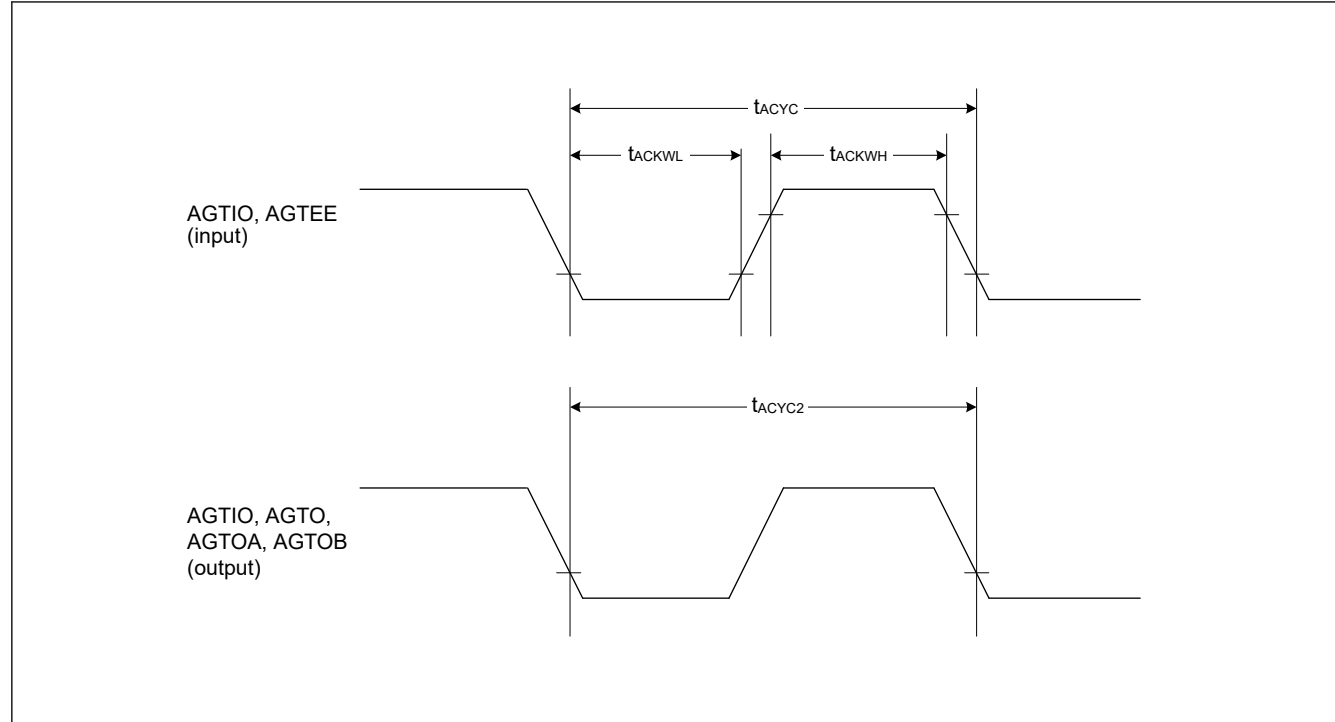 tACYC
tACKWL
tACKWH
AGTIO, AGTEE
(input)
tACYC2
AGTIO, AGTO,
AGTOA, AGTOB
(output)